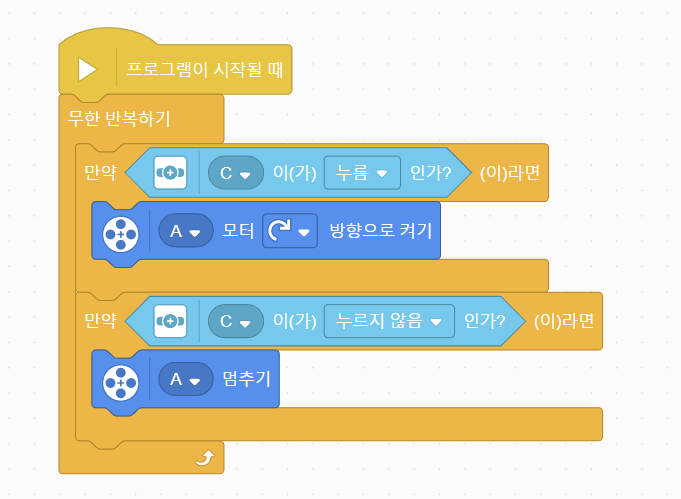 프로그램이 시작될 때
무한 반복하기
만약 C 이(가) 누름 인가? (이)라면
A 모터 방향으로 켜기
만약 C 이(가) 누르지 않음 인가? (이)라면
A 멈추기